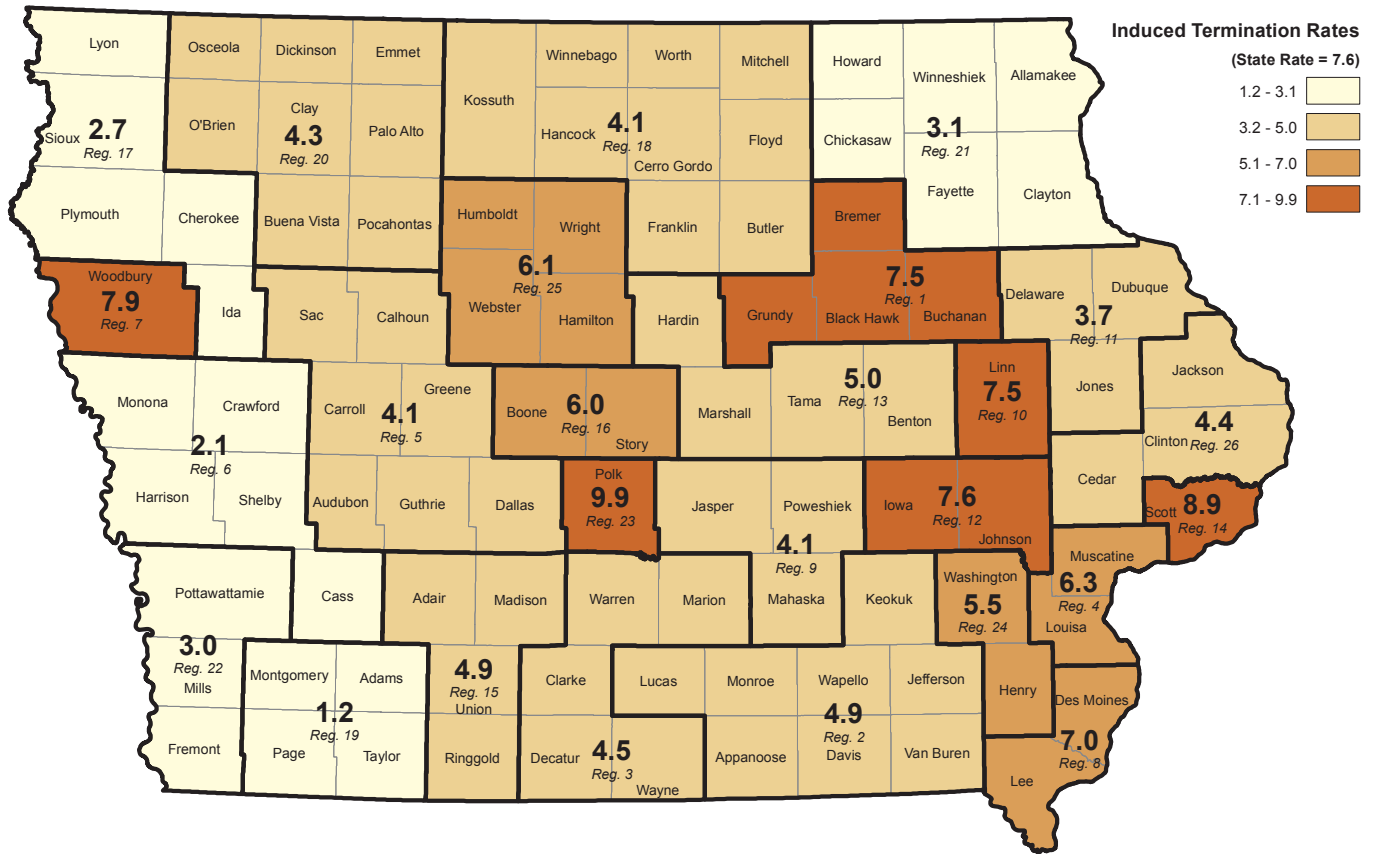 Induced Termination Rates
(State Rate = 7.6)
1.2 - 3.1
3.2 - 5.0
5.1 - 7.0
7.1 - 9.9
Lyon
Osceola
Dickinson
Emmet
Kossuth
Winnebago
Worth
Mitchell
Howard
Winneshiek
Allamakee
Sioux
2.7
Reg. 17
O'Brien
Clay
4.3
Reg. 20
Palo Alto
Hancock
4.1
Reg. 18
Cerro Gordo
Floyd
Chickasaw
3.1
Reg. 21
Fayette
Clayton
Plymouth
Cherokee
Buena Vista
Pocahontas
Humboldt
Wright
Franklin
Butler
Bremer
Woodbury
7.9
Reg. 7
Ida
Sac
Calhoun
6.1
Reg. 25
Webster
Hamilton
Hardin
Grundy
7.5
Reg. 1
Black Hawk
Buchanan
Delaware
Dubuque
3.7
Reg. 11
Jones
Jackson
Monona
Crawford
2.1
Reg. 6
Harrison
Shelby
Carroll
Greene
4.1
Reg. 5
Audubon
Guthrie
Dallas
Boone
6.0
Reg. 16
Story
Marshall
Tama
5.0
Reg. 13
Benton
Linn
7.5
Reg. 10
Clinton
4.4
Reg. 26
Cedar
Polk
9.9
Reg. 23
Jasper
Poweshiek
4.1
Reg. 9
Iowa
7.6
Reg. 12
Johnson
Scott
8.9
Reg. 14
Muscatine
6.3
Reg. 4
Louisa
Pottawattamie
Cass
Adair
Madison
Warren
Marion
Mahaska
Keokuk
Washington
5.5
Reg. 24
3.0
Reg. 22
Mills
Montgomery
Adams
4.9
Reg. 15
Union
Clarke
Lucas
Monroe
Wapello
Jefferson
Henry
Des Moines
1.2
Reg. 19
Fremont
Page
Taylor
Ringgold
Decatur
4.5
Reg. 3
Wayne
Appanoose
4.9
Reg. 2
Davis
Van Buren
7.0
Reg. 8
Lee